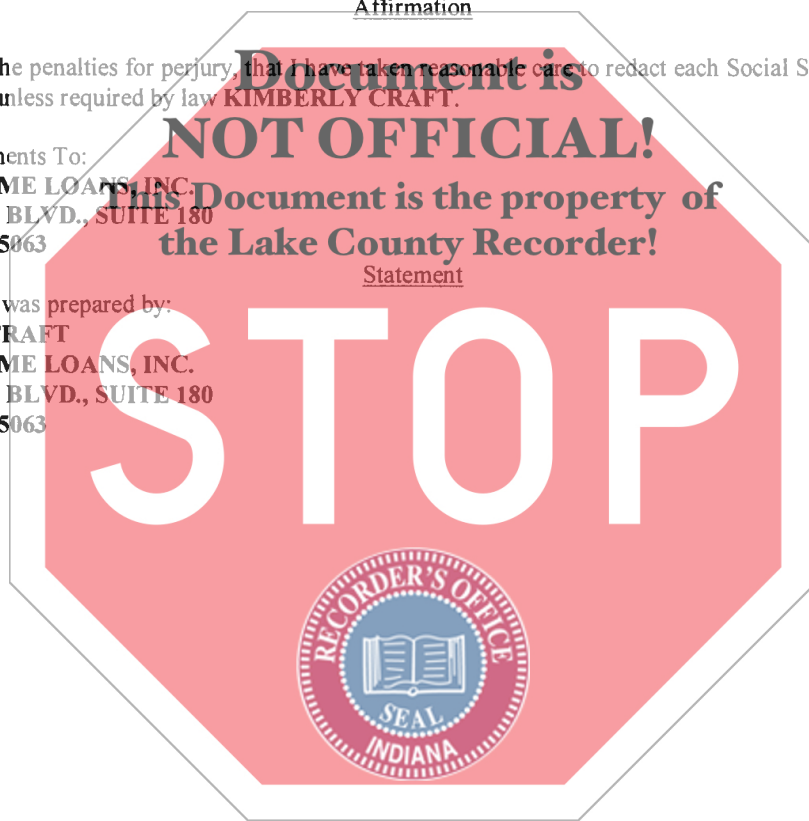 Affirmation
he penalties for perjury, that I have taken reasonable care to redact each Social S
unless required by law KIMBERLY CRAFT.
Document is
NOT OFFICIAL!
This Document is the property of
the Lake County Recorder!
ents To:
ME LOANS, INC.
BLVD., SUITE 180
5063
Statement
was prepared by:
RAFT
ME LOANS, INC.
BLVD., SUITE 180
5063
STOP
RECORDER'S OFFICE
SEAL
INDIANA